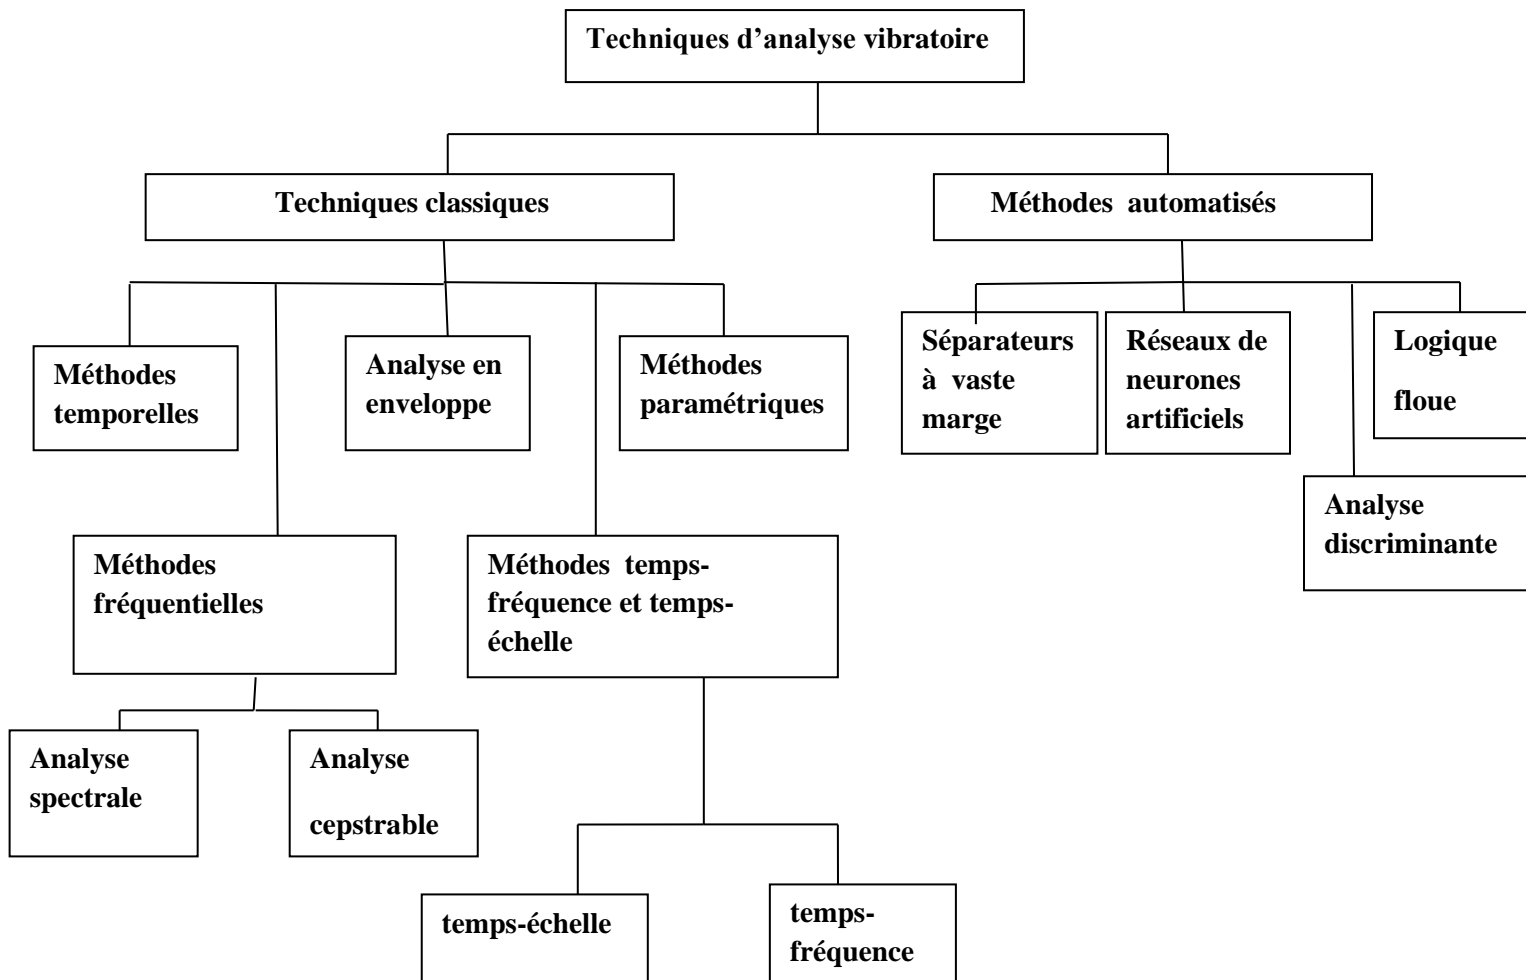 Techniques d’analyse vibratoire
Techniques classiques
Méthodes automatisés
Méthodes
temporelles
Analyse en
enveloppe
Méthodes
paramétriques
Séparateurs
à vaste
marge
Réseaux de
neurones
artificiels
Logique
floue
Analyse
discriminante
Méthodes
fréquentielles
Méthodes temps-
fréquence et temps-
échelle
Analyse
spectrale
Analyse
cepstrable
temps-échelle
temps-
fréquence